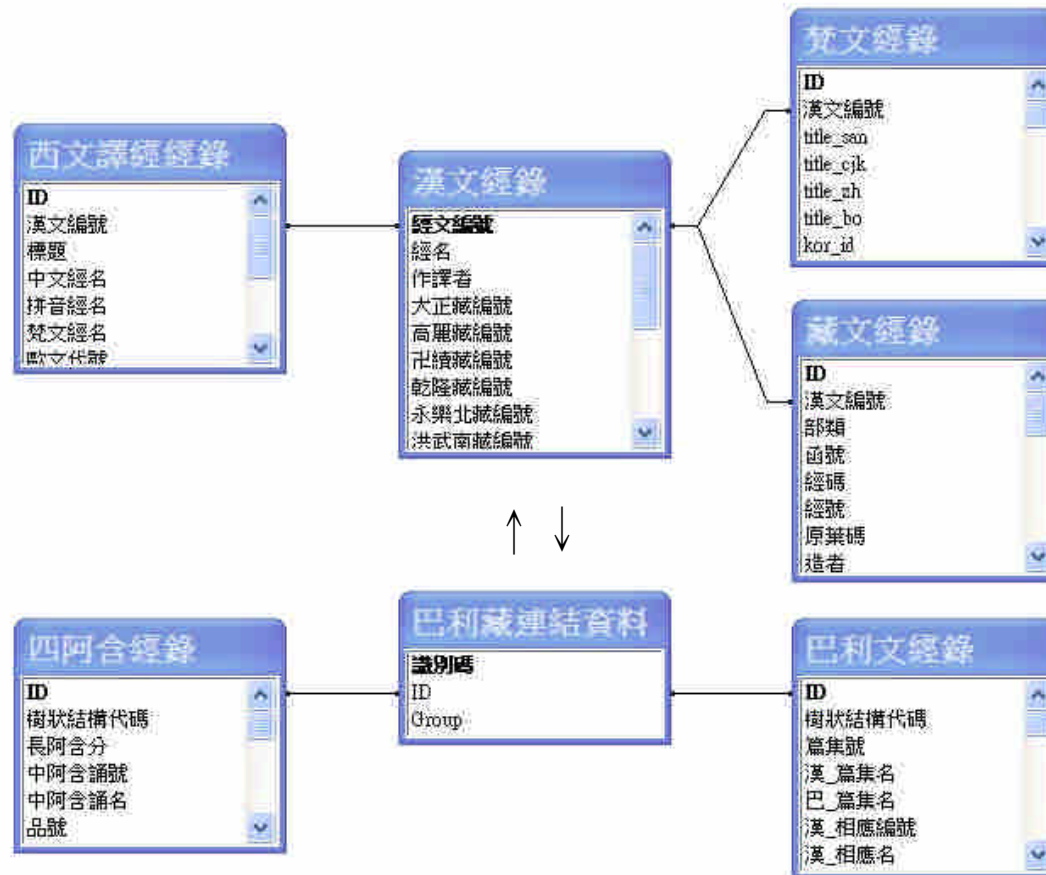 西文譯經經錄
ID
漢文編號
標題
中文經名
拼音經名
梵文經名
歐文代號
漢文經錄
經文編號
經名
作譯者
大正藏編號
高麗藏編號
卍續藏編號
乾隆藏編號
永樂北藏編號
洪武南藏編號
梵文經錄
ID
漢文編號
title_san
title_cjk
title_zh
title_bo
kor_id
藏文經錄
ID
漢文編號
部類
函號
經碼
經號
原葉碼
造者
四阿含經錄
ID
樹狀結構代碼
長阿含分
中阿含誦號
中阿含誦名
品號
巴利藏連結資料
識別碼
ID
Group
巴利文經錄
ID
樹狀結構代碼
篇集號
漢_篇集名
巴_篇集名
漢_相應編號
漢_相應名